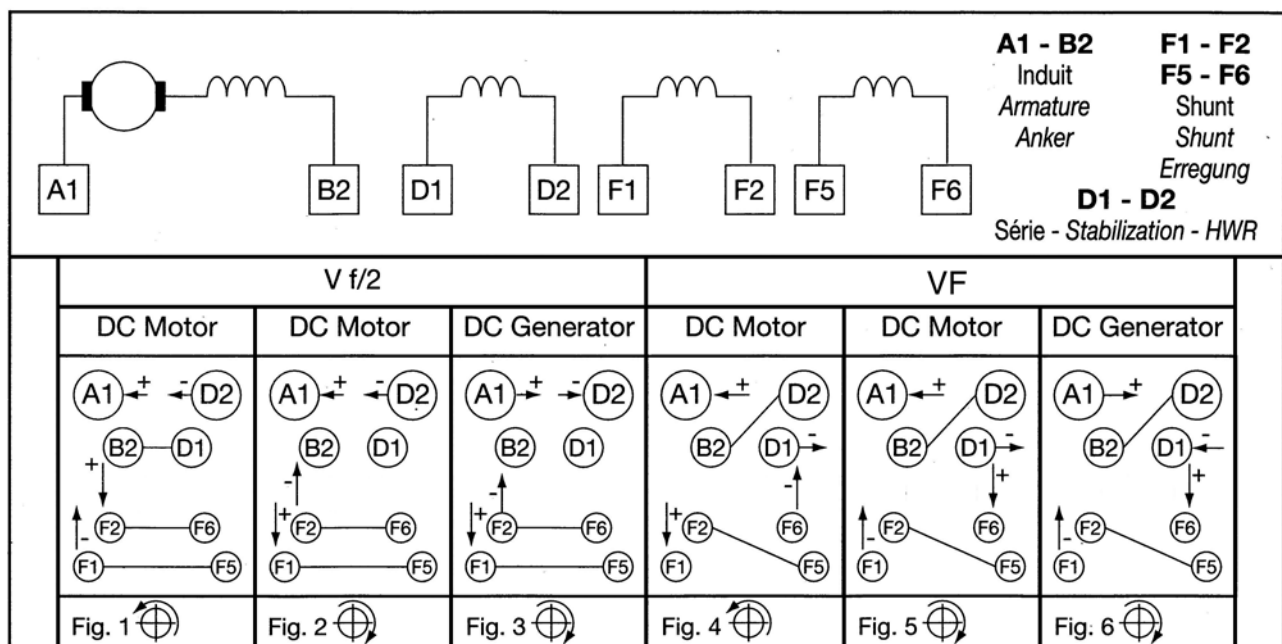 A1 - B2 F1 - F2
Induit F5 - F6
Armature Shunt
Anker Shunt
Erregung
D1 - D2
Série - Stabilization - HWR
A1 B2 D1 D2 F1 F2 F5 F6
V f/2 VF
DC Motor DC Motor DC Generator DC Motor DC Motor DC Generator
A1 + - D2 A1 + - D2 A1 + - D2 A1 + D2 A1 + D2 A1 + D2
B2 D1 B2 D1 B2 D1 B2 D1 - B2 D1 - B2 D1 -
+ - - - + +
- + + + - -
F2 F6 F2 F6 F2 F6 F2 F6 F2 F6 F2 F6
F1 F5 F1 F5 F1 F5 F1 F5 F1 F5 F1 F5
Fig. 1 Fig. 2 Fig. 3 Fig. 4 Fig. 5 Fig. 6